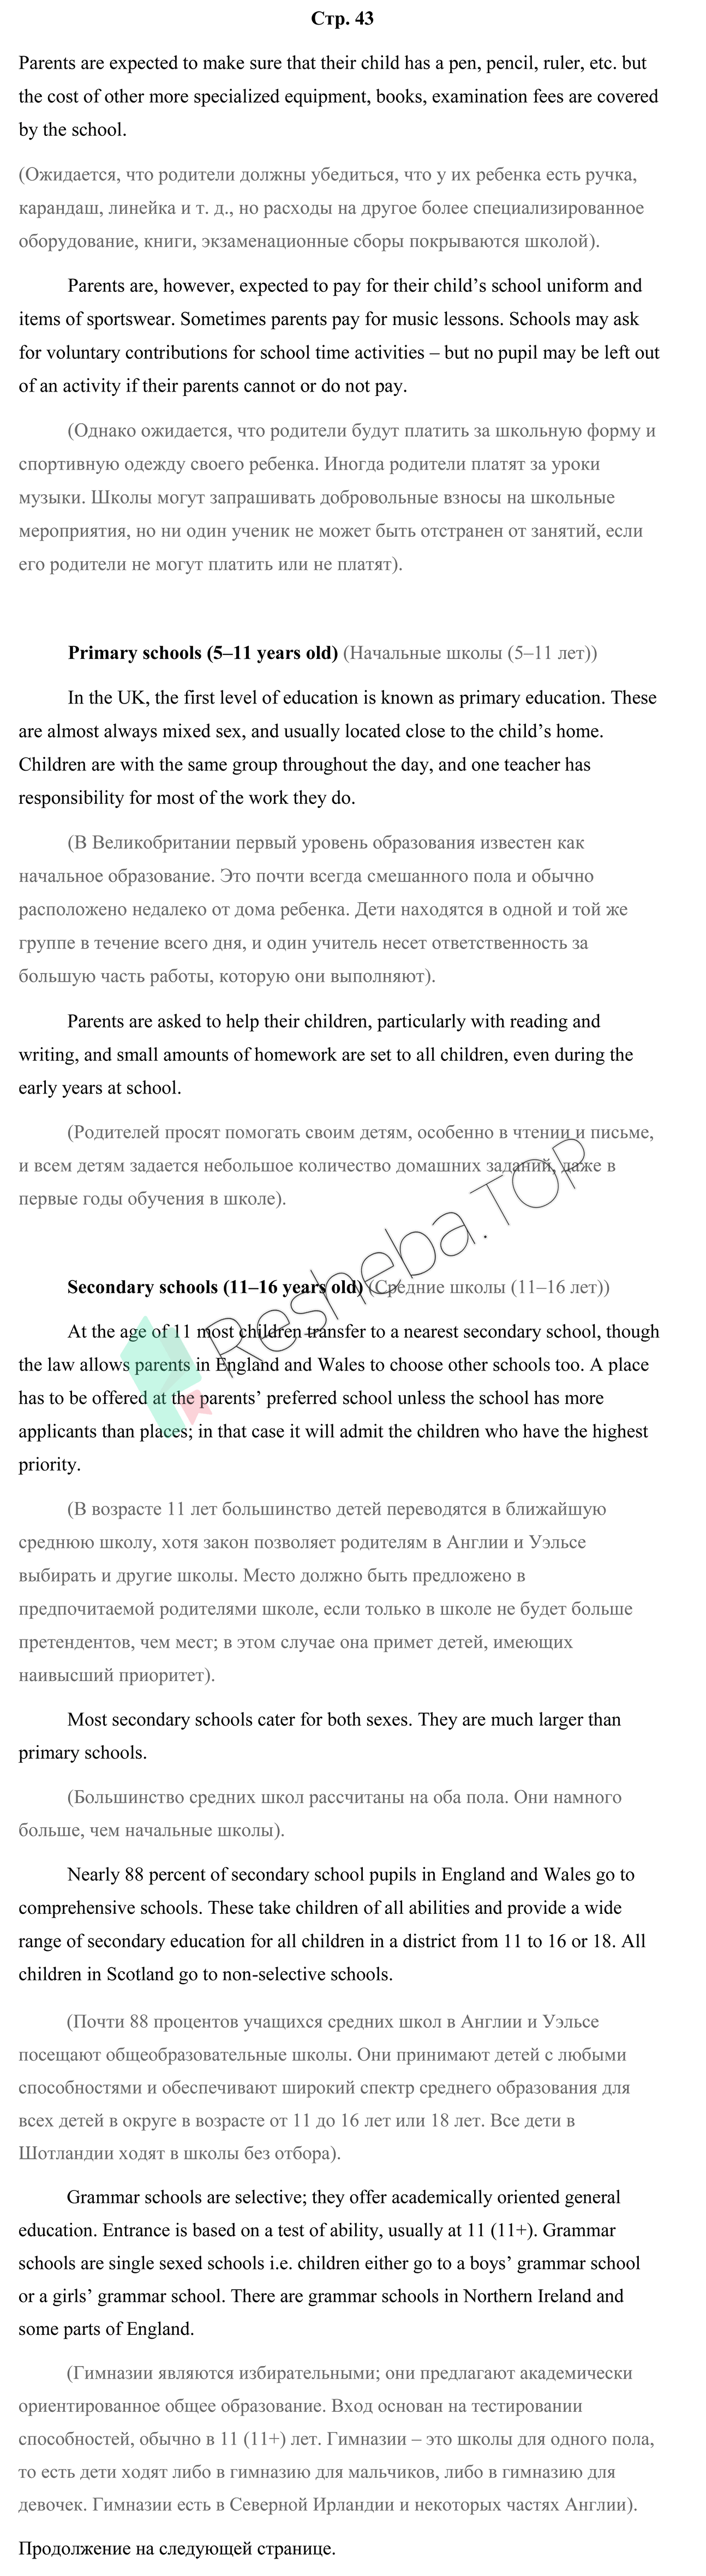 Стр. 43
Parents are expected to make sure that their child has a pen, pencil, ruler, etc. but
the cost of other more specialized equipment, books, examination fees are covered
by the school.
(Ожидается, что родители должны убедиться, что у их ребенка есть ручка,
карандаш, линейка и т. д., но расходы на другое более специализированное
оборудование, книги, экзаменационные сборы покрываются школой).
Parents are, however, expected to pay for their child’s school uniform and
items of sportswear. Sometimes parents pay for music lessons. Schools may ask
for voluntary contributions for school time activities – but no pupil may be left out
of an activity if their parents cannot or do not pay.
(Однако ожидается, что родители будут платить за школьную форму и
спортивную одежду своего ребенка. Иногда родители платят за уроки
музыки. Школы могут запрашивать добровольные взносы на школьные
мероприятия, но ни один ученик не может быть отстранен от занятий, если
его родители не могут платить или не платят).
Primary schools (5–11 years old) (Начальные школы (5–11 лет))
In the UK, the first level of education is known as primary education. These
are almost always mixed sex, and usually located close to the child’s home.
Children are with the same group throughout the day, and one teacher has
responsibility for most of the work they do.
(В Великобритании первый уровень образования известен как
начальное образование. Это почти всегда смешанного пола и обычно
расположено недалеко от дома ребенка. Дети находятся в одной и той же
группе в течение всего дня, и один учитель несет ответственность за
большую часть работы, которую они выполняют).
Parents are asked to help their children, particularly with reading and
writing, and small amounts of homework are set to all children, even during the
early years at school.
(Родителей просят помогать своим детям, особенно в чтении и письме,
и всем детям задается небольшое количество домашних заданий, даже в
первые годы обучения в школе).
Resheba.TOP
Secondary schools (11–16 years old) (Средние школы (11–16 лет))
At the age of 11 most children transfer to a nearest secondary school, though
the law allows parents in England and Wales to choose other schools too. A place
has to be offered at the parents’ preferred school unless the school has more
applicants than places; in that case it will admit the children who have the highest
priority.
(В возрасте 11 лет большинство детей переводятся в ближайшую
среднюю школу, хотя закон позволяет родителям в Англии и Уэльсе
выбирать и другие школы. Место должно быть предложено в
предпочитаемой родителями школе, если только в школе не будет больше
претендентов, чем мест; в этом случае она примет детей, имеющих
наивысший приоритет).
Most secondary schools cater for both sexes. They are much larger than
primary schools.
(Большинство средних школ рассчитаны на оба пола. Они намного
больше, чем начальные школы).
Nearly 88 percent of secondary school pupils in England and Wales go to
comprehensive schools. These take children of all abilities and provide a wide
range of secondary education for all children in a district from 11 to 16 or 18. All
children in Scotland go to non-selective schools.
(Почти 88 процентов учащихся средних школ в Англии и Уэльсе
посещают общеобразовательные школы. Они принимают детей с любыми
способностями и обеспечивают широкий спектр среднего образования для
всех детей в округе в возрасте от 11 до 16 лет или 18 лет. Все дети в
Шотландии ходят в школы без отбора).
Grammar schools are selective; they offer academically oriented general
education. Entrance is based on a test of ability, usually at 11 (11+). Grammar
schools are single sexed schools i.e. children either go to a boys’ grammar school
or a girls’ grammar school. There are grammar schools in Northern Ireland and
some parts of England.
(Гимназии являются избирательными; они предлагают академически
ориентированное общее образование. Вход основан на тестировании
способностей, обычно в 11 (11+) лет. Гимназии – это школы для одного пола,
то есть дети ходят либо в гимназию для мальчиков, либо в гимназию для
девочек. Гимназии есть в Северной Ирландии и некоторых частях Англии).
Продолжение на следующей странице.